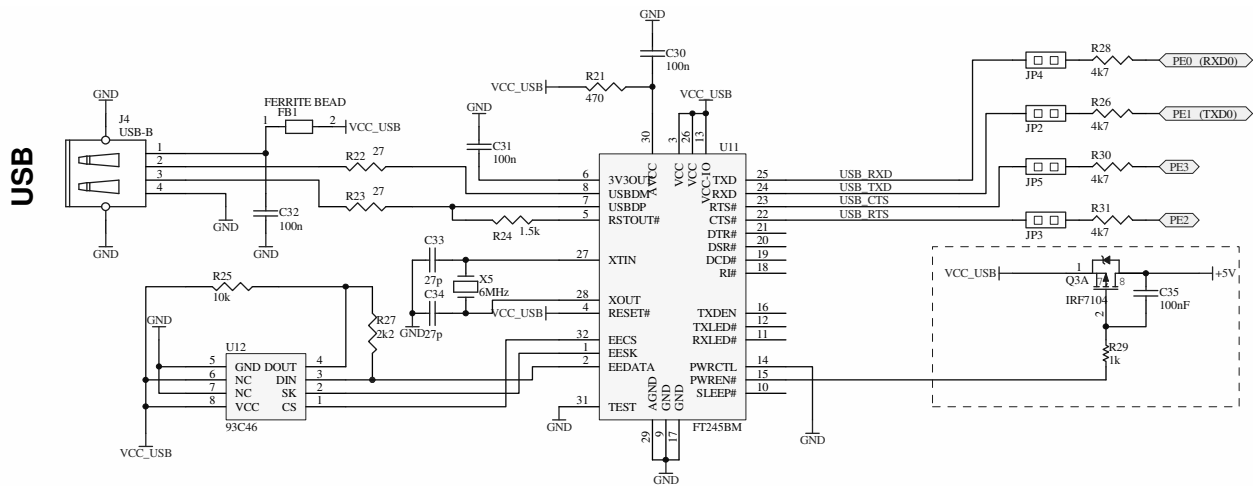 USB
GND
J4
USB-B
1
2
3
4
GND
FERRITE BEAD
FB1
1
2
VCC_USB
R22
27
R23
27
GND
C32
100n
GND
C30
100n
VCC_USB
R21
470
GND
C31
100n
VCC_USB
R24
1.5k
C33
27p
C34
27p
X5
6MHz
GND
VCC_USB
R25
10k
R27
2k2
GND
U12
5 GND DOUT 4
6 NC DIN 3
7 NC SK 2
8 VCC CS 1
93C46
VCC_USB
GND
U11
30 AVCC
3 VCC
26 VCC
13 VCC-IO
6 3V3OUT
8 USBDM
7 USBDP
5 RSTOUT#
27 XTIN
28 XOUT
4 RESET#
32 EECS
1 EESK
2 EEDATA
31 TEST
TXD 25
RXD 24
RTS# 23
CTS# 22
DTR# 21
DSR# 20
DCD# 19
RI# 18
TXDEN 16
TXLED# 12
RXLED# 11
PWRCTL 14
PWREN# 15
SLEEP# 10
AGND 29
GND 9
GND 17
FT245BM
GND
GND
GND
USB_RXD
USB_TXD
USB_CTS
USB_RTS
JP4
R28
4k7
PE0 (RXD0)
JP2
R26
4k7
PE1 (TXD0)
JP5
R30
4k7
PE3
JP3
R31
4k7
PE2
VCC_USB
1
Q3A
7
8
IRF7104
2
+5V
C35
100nF
R29
1k